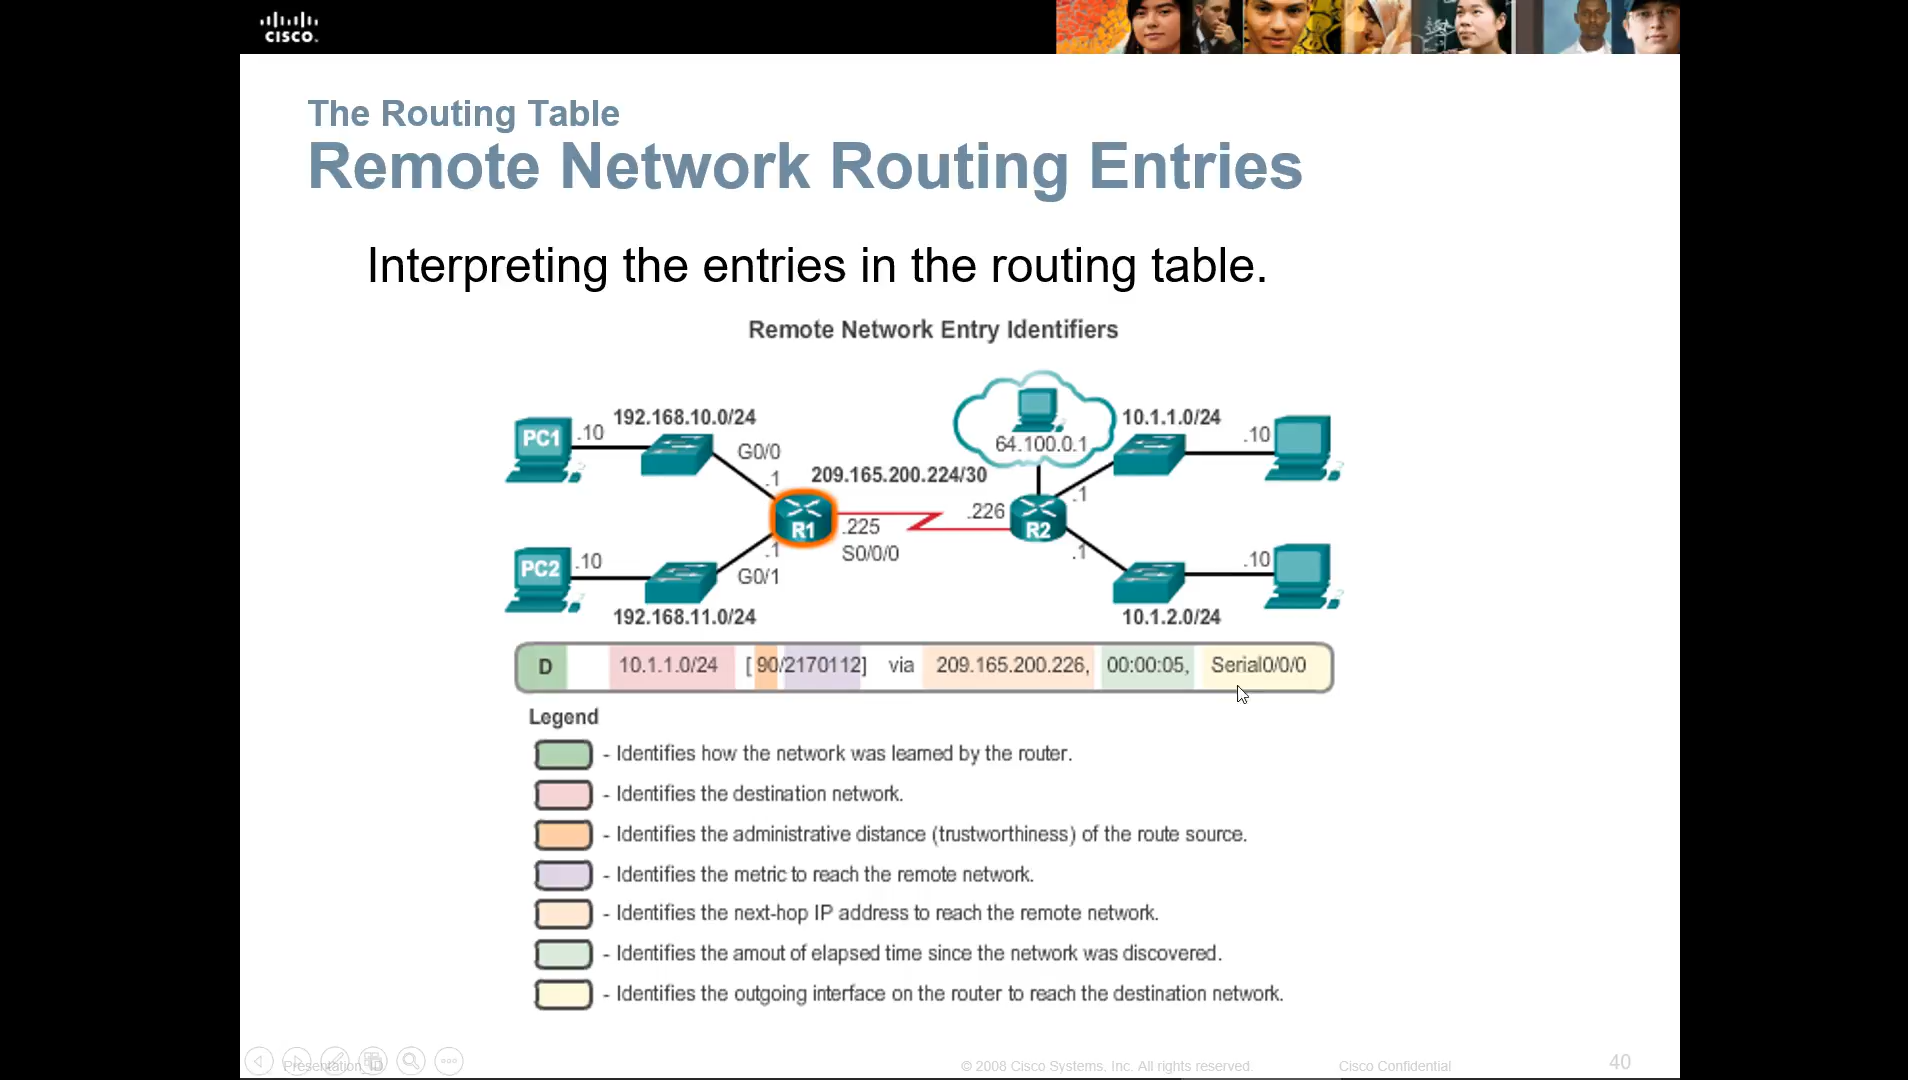 CISCO.
The Routing Table
Remote Network Routing Entries
Interpreting the entries in the routing table.
Remote Network Entry Identifiers
192.168.10.0/24
10.1.1.0/24
PC1
.10
G0/0
.1
64.100.0.1
.10
209.165.200.224/30
.1
R1
.225
.226
R2
S0/0/0
.1
.1
PC2
.10
G0/1
.10
192.168.11.0/24
10.1.2.0/24
D 10.1.1.0/24 [ 90/2170112] via 209.165.200.226, 00:00:05, Serial0/0/0
Legend
- Identifies how the network was learned by the router.
- Identifies the destination network.
- Identifies the administrative distance (trustworthiness) of the route source.
- Identifies the metric to reach the remote network.
- Identifies the next-hop IP address to reach the remote network.
- Identifies the amout of elapsed time since the network was discovered.
- Identifies the outgoing interface on the router to reach the destination network.
Presentation_ID
© 2008 Cisco Systems, Inc. All rights reserved.
Cisco Confidential
40